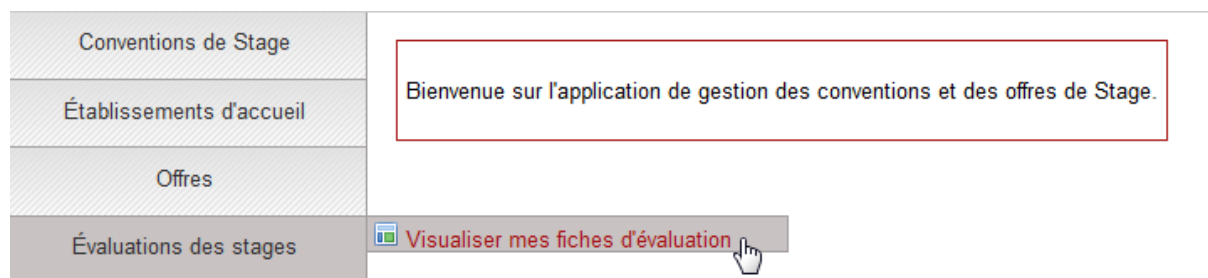 Conventions de Stage
Établissements d'accueil
Offres
Évaluations des stages
Bienvenue sur l'application de gestion des conventions et des offres de Stage.
Visualiser mes fiches d'évaluation